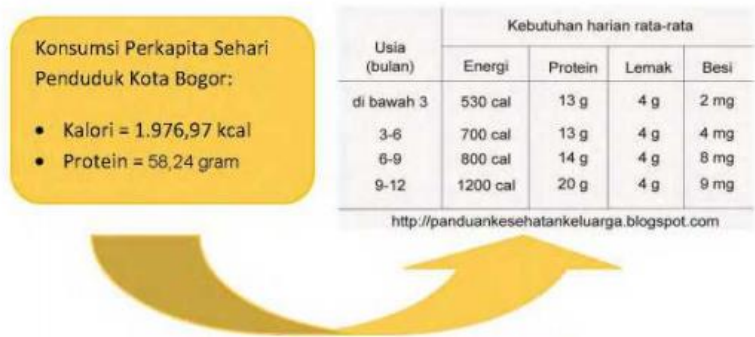 Konsumsi Perkapita Sehari
Penduduk Kota Bogor:
• Kalori = 1.976,97 kcal
• Protein = 58,24 gram
Usia
(bulan)
Kebutuhan harian rata-rata
Energi Protein Lemak Besi
di bawah 3 530 cal 13 g 4 g 2 mg
3-6 700 cal 13 g 4 g 4 mg
6-9 800 cal 14 g 4 g 8 mg
9-12 1200 cal 20 g 4 g 9 mg
http://panduankesehatankeluarga.blogspot.com